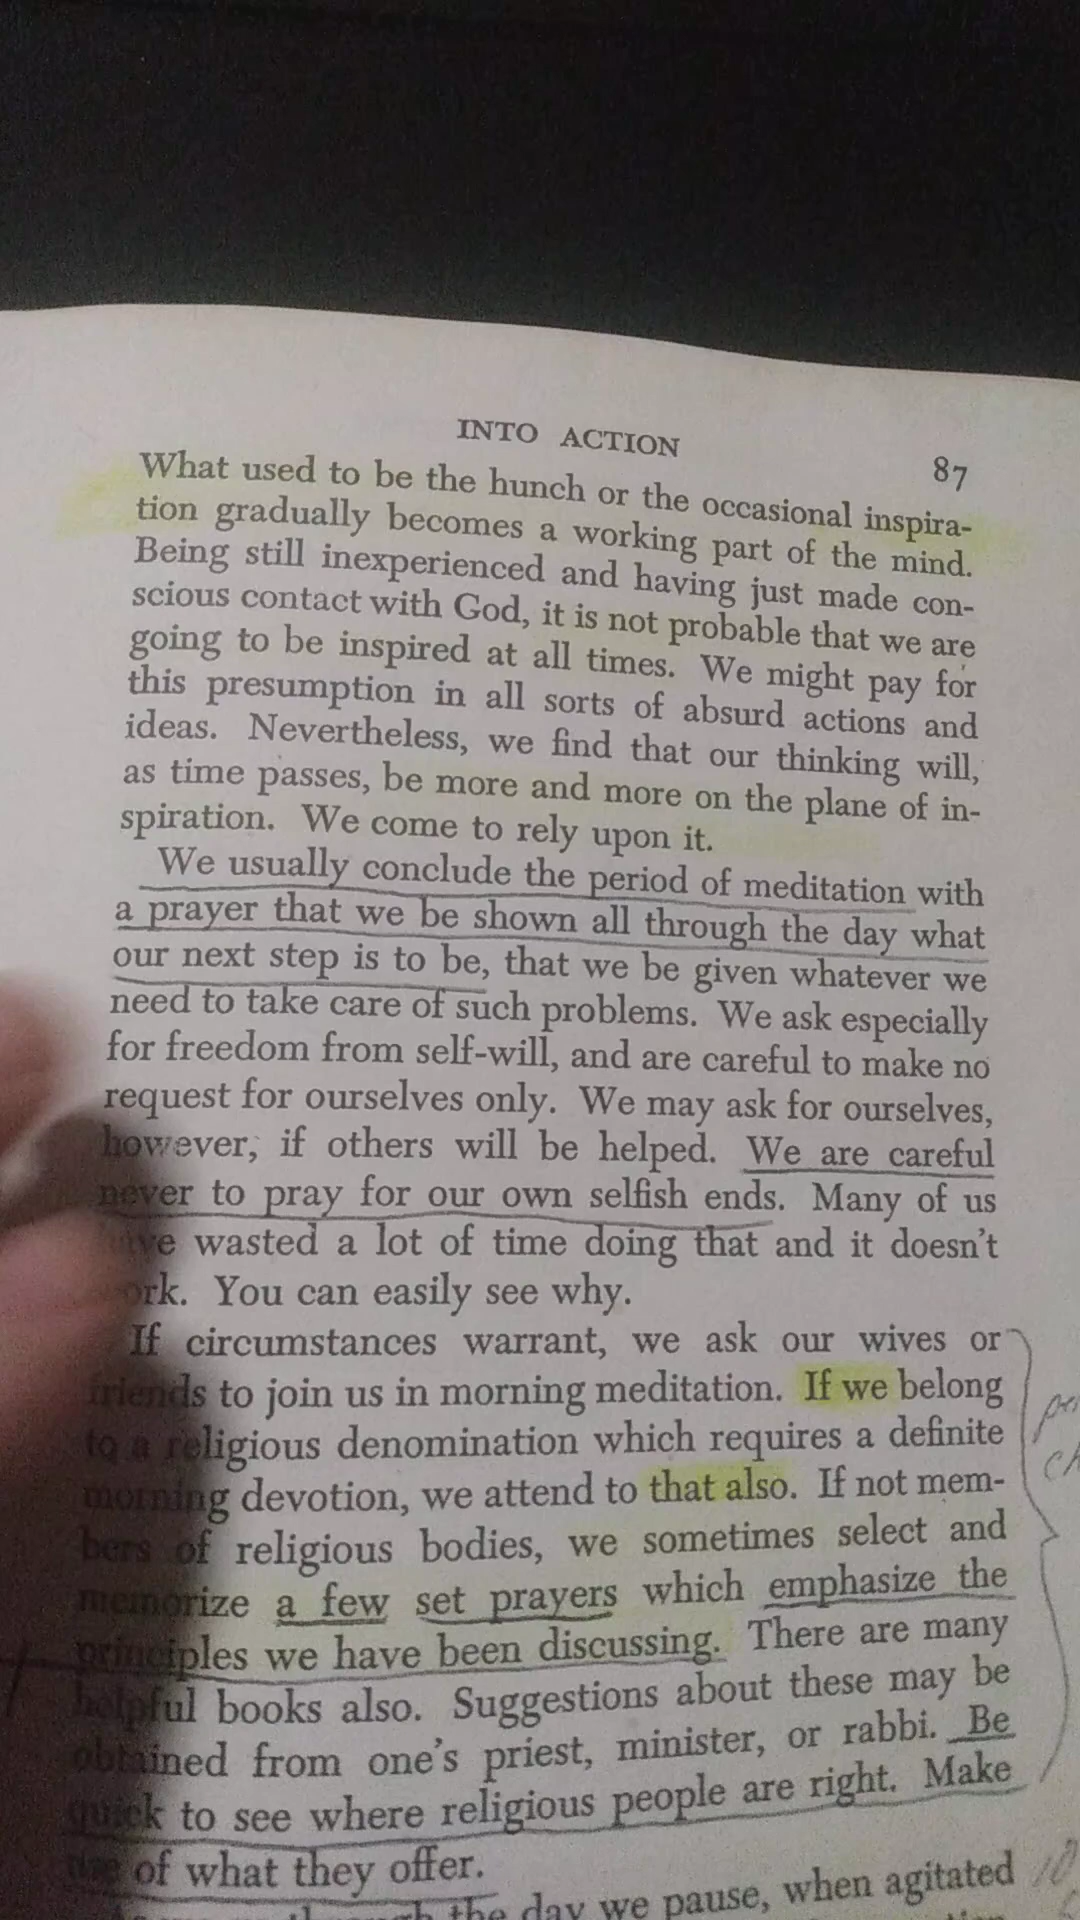 INTO ACTION
87
What used to be the hunch or the occasional inspira-
tion gradually becomes a working part of the mind.
Being still inexperienced and having just made con-
scious contact with God, it is not probable that we are
going to be inspired at all times. We might pay for
this presumption in all sorts of absurd actions and
ideas. Nevertheless, we find that our thinking will,
as time passes, be more and more on the plane of in-
spiration. We come to rely upon it.
We usually conclude the period of meditation with
a prayer that we be shown all through the day what
our next step is to be, that we be given whatever we
need to take care of such problems. We ask especially
for freedom from self-will, and are careful to make no
request for ourselves only. We may ask for ourselves,
however, if others will be helped. We are careful
never to pray for our own selfish ends. Many of us
wasted a lot of time doing that and it doesn't
You can easily see why.
If circumstances warrant, we ask our wives or
friends to join us in morning meditation. If we belong
to a religious denomination which requires a definite
morning devotion, we attend to that also. If not mem-
bers of religious bodies, we sometimes select and
memorize a few set prayers which emphasize the
principles we have been discussing. There are many
helpful books also. Suggestions about these may be
obtained from one's priest, minister, or rabbi. Be
quick to see where religious people are right. Make
of what they offer.
the day we pause, when agitated